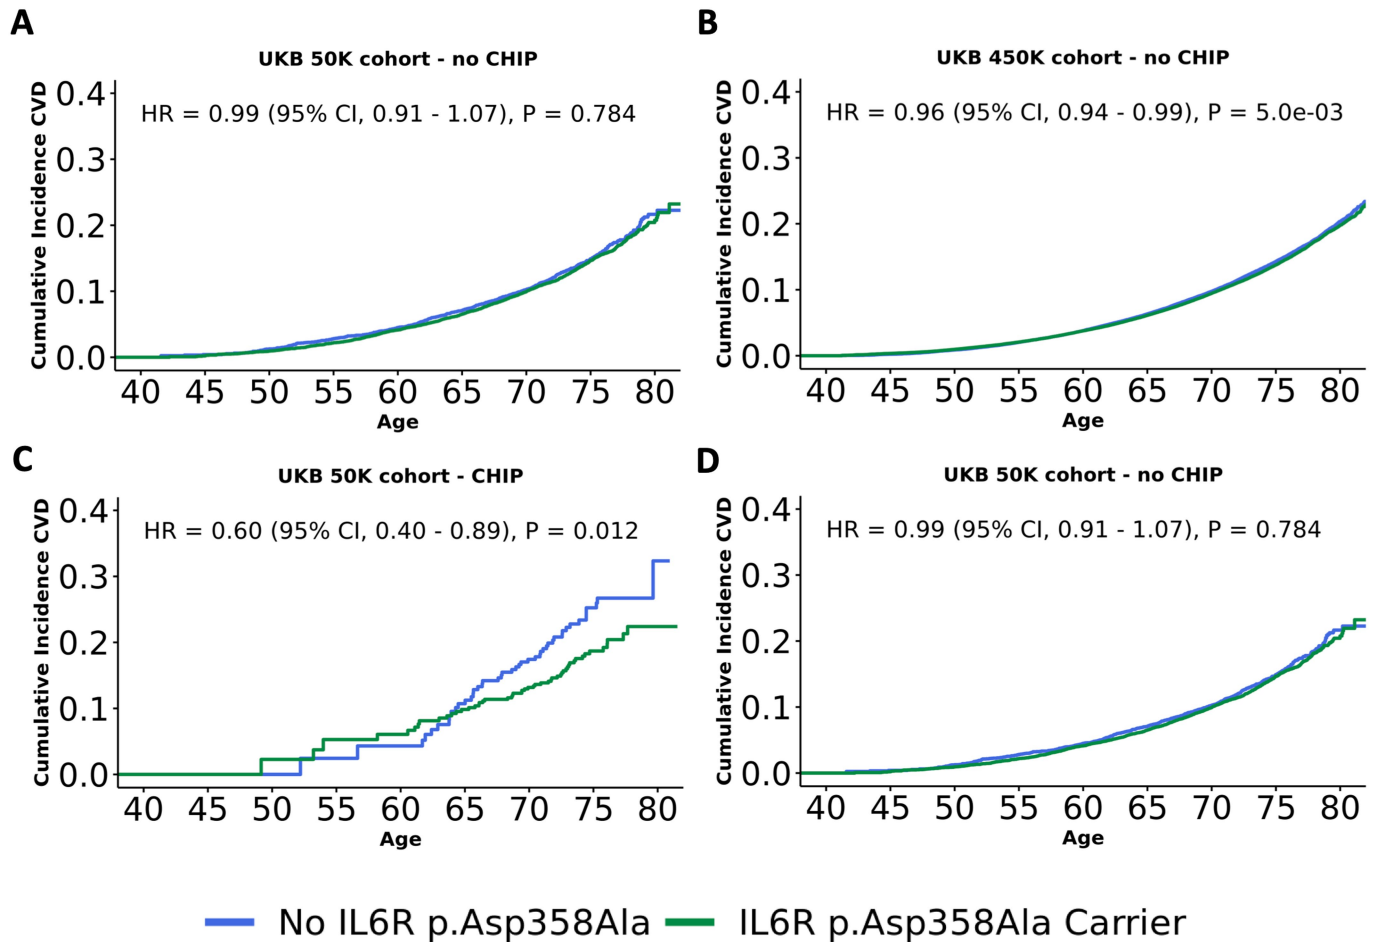 A
UKB 50K cohort - no CHIP
HR = 0.99 (95% CI, 0.91 - 1.07), P = 0.784
Cumulative Incidence CVD
0.4
0.3
0.2
0.1
0.0
40 45 50 55 60 65 70 75 80
Age
B
UKB 450K cohort - no CHIP
HR = 0.96 (95% CI, 0.94 - 0.99), P = 5.0e-03
Cumulative Incidence CVD
0.4
0.3
0.2
0.1
0.0
40 45 50 55 60 65 70 75 80
Age
C
UKB 50K cohort - CHIP
HR = 0.60 (95% CI, 0.40 - 0.89), P = 0.012
Cumulative Incidence CVD
0.4
0.3
0.2
0.1
0.0
40 45 50 55 60 65 70 75 80
Age
D
UKB 50K cohort - no CHIP
HR = 0.99 (95% CI, 0.91 - 1.07), P = 0.784
Cumulative Incidence CVD
0.4
0.3
0.2
0.1
0.0
40 45 50 55 60 65 70 75 80
Age
No IL6R p.Asp358Ala IL6R p.Asp358Ala Carrier